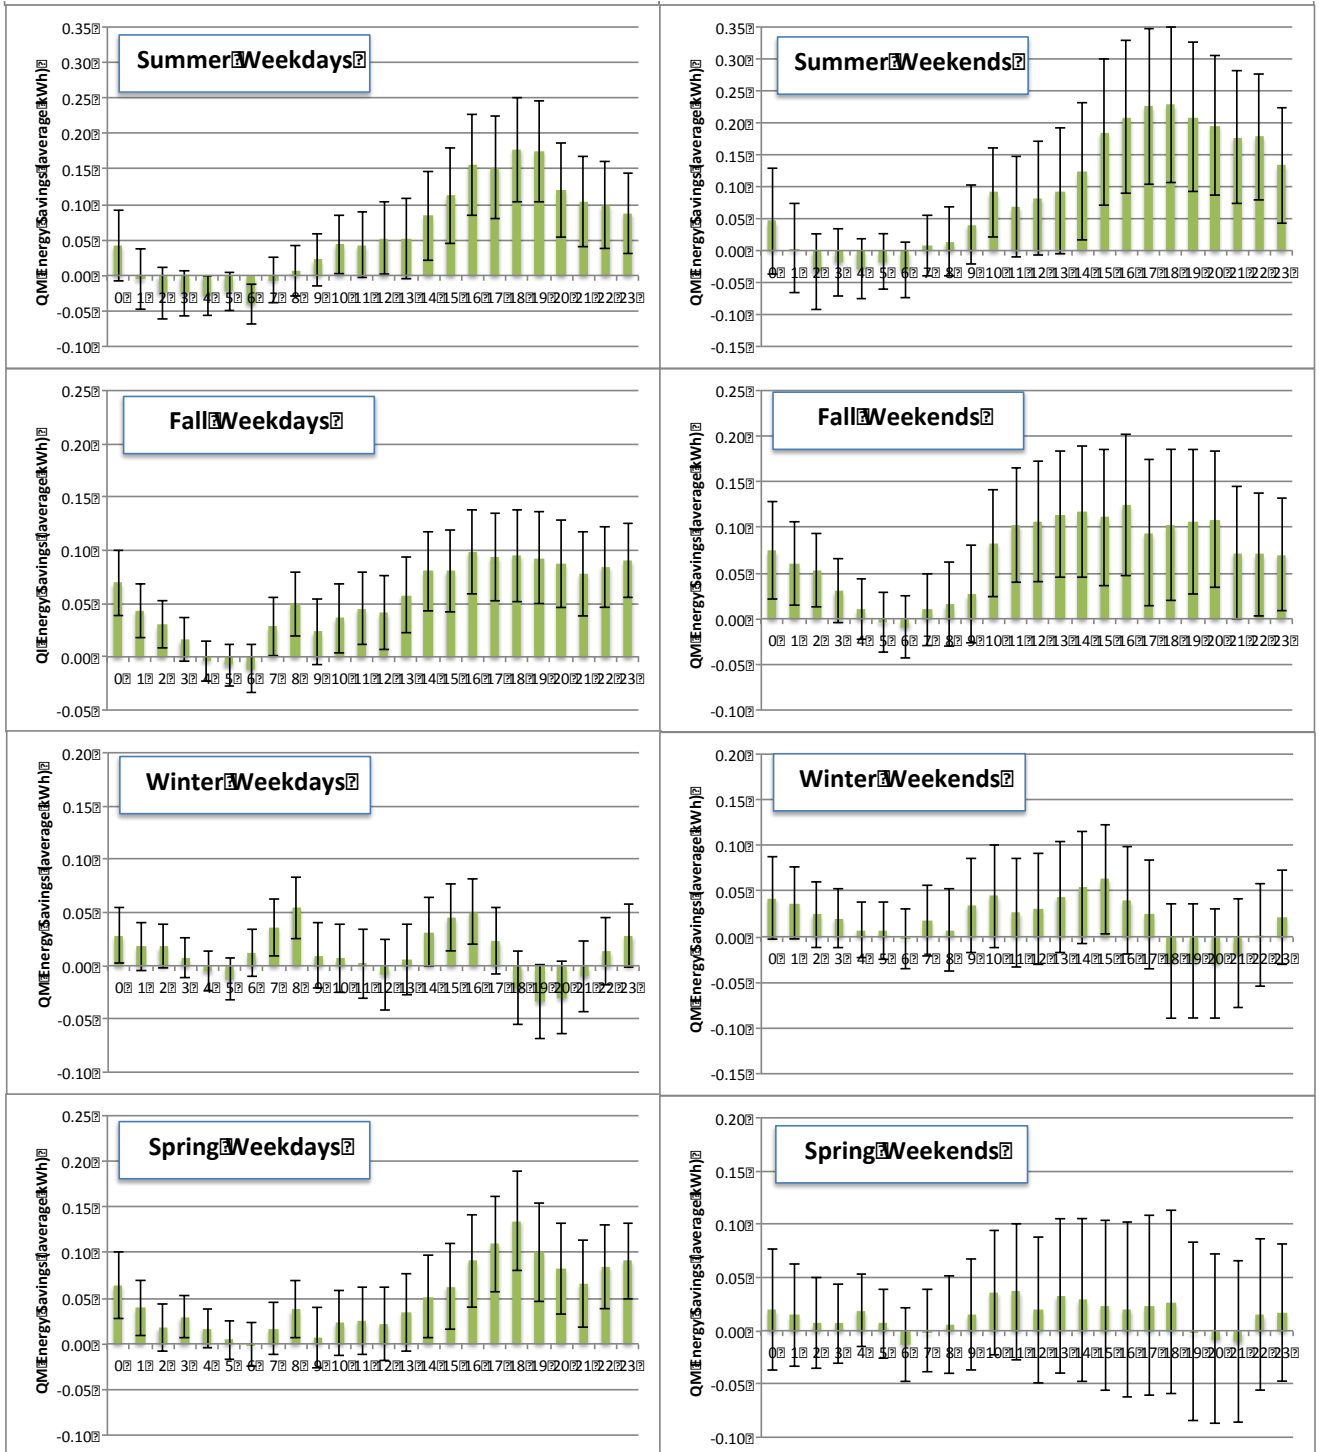 Summer Weekdays
QM Energy Savings (average kWh)
0.35
0.30
0.25
0.20
0.15
0.10
0.05
0.00
-0.05
-0.10
0 1 2 3 4 5 6 7 8 9 10 11 12 13 14 15 16 17 18 19 20 21 22 23
Summer Weekends
QM Energy Savings (average kWh)
0.35
0.30
0.25
0.20
0.15
0.10
0.05
0.00
-0.05
-0.10
-0.15
0 1 2 3 4 5 6 7 8 9 10 11 12 13 14 15 16 17 18 19 20 21 22 23
Fall Weekdays
QI Energy Savings (average kWh)
0.25
0.20
0.15
0.10
0.05
0.00
-0.05
0 1 2 3 4 5 6 7 8 9 10 11 12 13 14 15 16 17 18 19 20 21 22 23
Fall Weekends
QM Energy Savings (average kWh)
0.25
0.20
0.15
0.10
0.05
0.00
-0.05
-0.10
0 1 2 3 4 5 6 7 8 9 10 11 12 13 14 15 16 17 18 19 20 21 22 23
Winter Weekdays
QM Energy Savings (average kWh)
0.20
0.15
0.10
0.05
0.00
-0.05
-0.10
0 1 2 3 4 5 6 7 8 9 10 11 12 13 14 15 16 17 18 19 20 21 22 23
Winter Weekends
QM Energy Savings (average kWh)
0.20
0.15
0.10
0.05
0.00
-0.05
-0.10
-0.15
0 1 2 3 4 5 6 7 8 9 10 11 12 13 14 15 16 17 18 19 20 21 22 23
Spring Weekdays
QM Energy Savings (average kWh)
0.25
0.20
0.15
0.10
0.05
0.00
-0.05
-0.10
0 1 2 3 4 5 6 7 8 9 10 11 12 13 14 15 16 17 18 19 20 21 22 23
Spring Weekends
QM Energy Savings (average kWh)
0.20
0.15
0.10
0.05
0.00
-0.05
-0.10
0 1 2 3 4 5 6 7 8 9 10 11 12 13 14 15 16 17 18 19 20 21 22 23